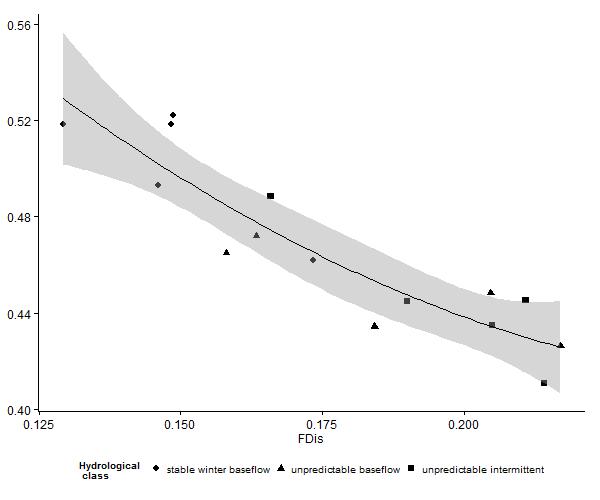 0.56
0.52
0.48
0.44
0.40
0.125 0.150 0.175 0.200
FDis
Hydrological
class
stable winter baseflow unpredictable baseflow unpredictable intermittent